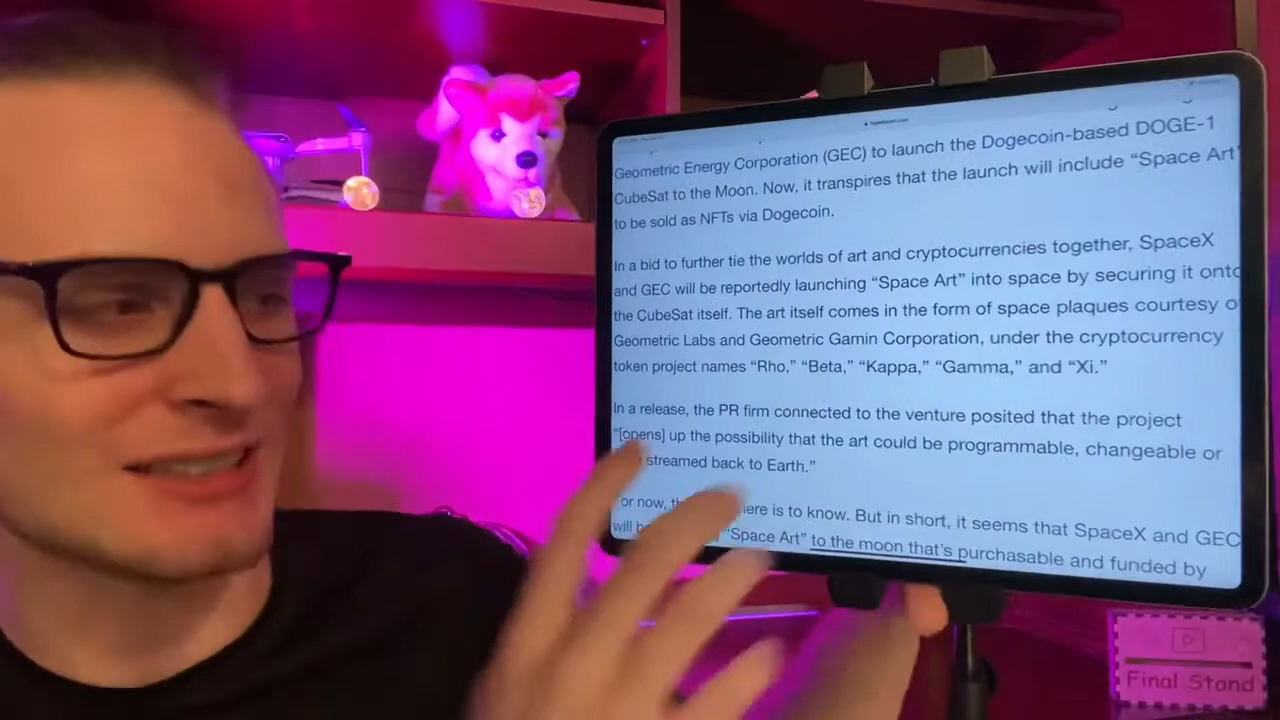 Geometric Energy Corporation (GEC) to launch the Dogecoin-based DOGE-1
CubeSat to the Moon. Now, it transpires that the launch will include “Space Art”
to be sold as NFTs via Dogecoin.
In a bid to further tie the worlds of art and cryptocurrencies together, SpaceX
and GEC will be reportedly launching “Space Art” into space by securing it onto
the CubeSat itself. The art itself comes in the form of space plaques courtesy o
Geometric Labs and Geometric Gamin Corporation, under the cryptocurrency
token project names “Rho,” “Beta,” “Kappa,” “Gamma,” and “Xi.”
In a release, the PR firm connected to the venture posited that the project
“[opens] up the possibility that the art could be programmable, changeable or
streamed back to Earth.”
or now, th ere is to know. But in short, it seems that SpaceX and GEC
will be “Space Art” to the moon that’s purchasable and funded by
Final Stand